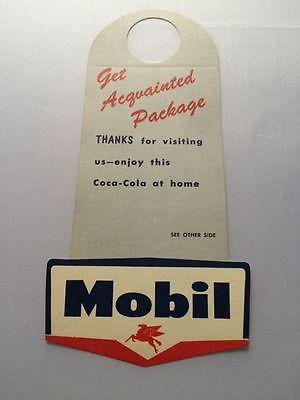 Get
Acquainted
Package
THANKS for visiting
us—enjoy this
Coca-Cola at home
SEE OTHER SIDE
Mobil